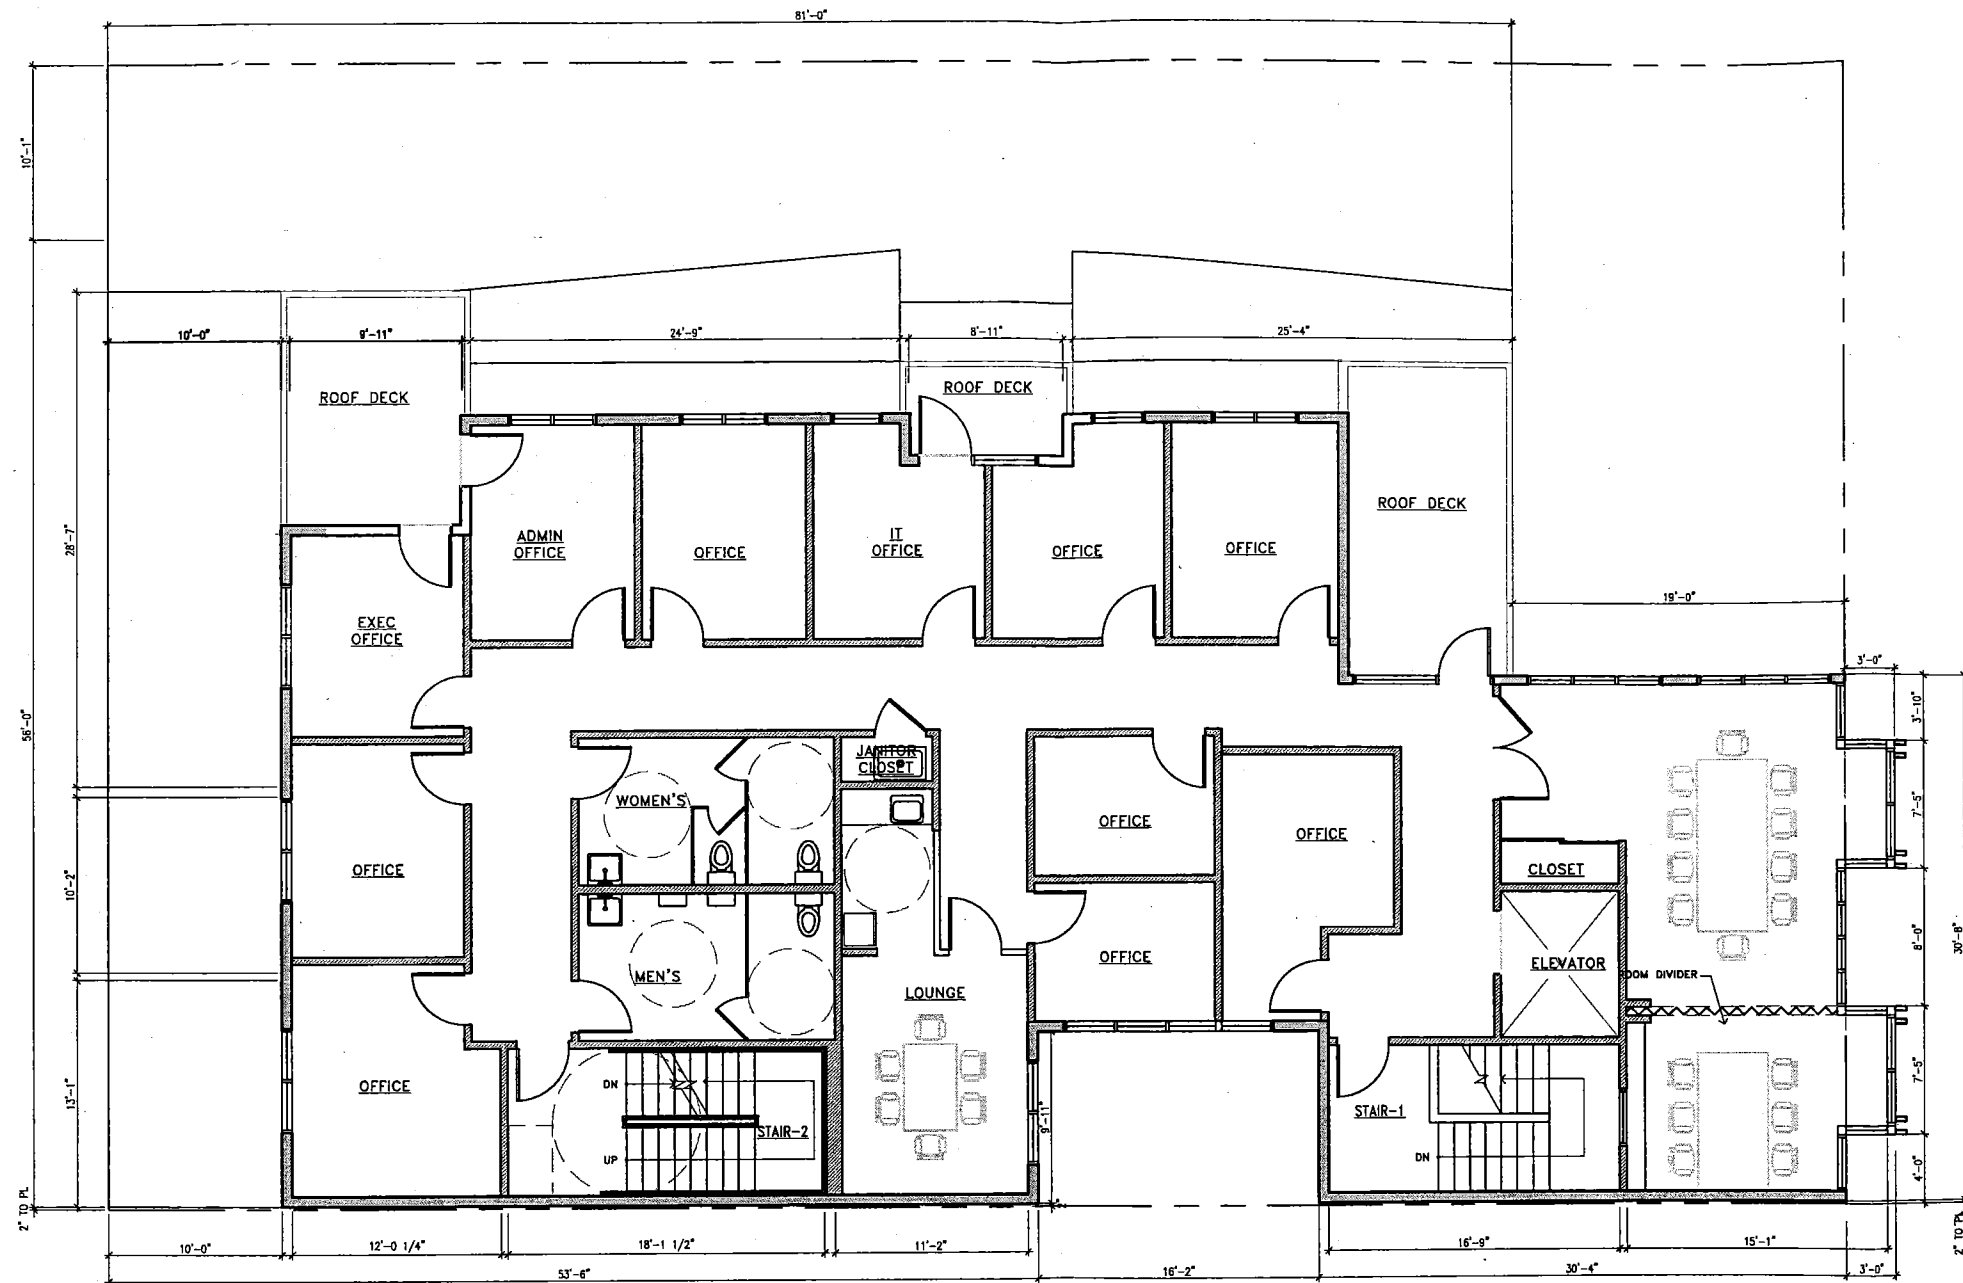 81'-0"
10'-1"
10'-0"
9'-11"
24'-9"
8'-11"
25'-4"
ROOF DECK
ROOF DECK
ROOF DECK
28'-7"
ADMIN
OFFICE
OFFICE
IT
OFFICE
OFFICE
OFFICE
19'-0"
EXEC
OFFICE
3'-0"
56'-0"
3'-10"
JANITOR
CLOSET
WOMEN'S
OFFICE
OFFICE
7'-5"
OFFICE
CLOSET
10'-2"
8'-0"
30'-8"
MEN'S
OFFICE
ELEVATOR
LOUNGE
OOM DIVIDER
OFFICE
13'-1"
DN
STAIR-2
UP
9'-11"
STAIR-1
DN
7'-5"
4'-0"
2" TO PL
2" TO PL
10'-0"
12'-0 1/4"
18'-1 1/2"
11'-2"
16'-9"
15'-1"
53'-6"
16'-2"
30'-4"
3'-0"